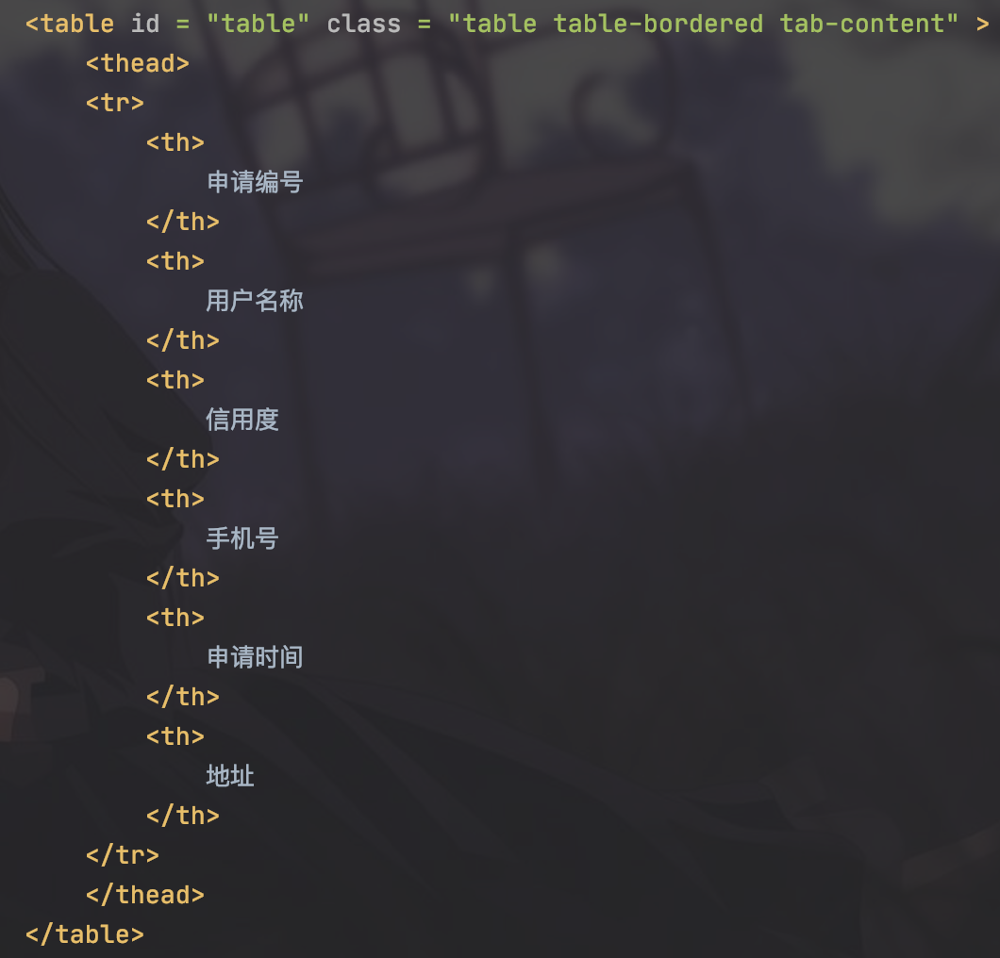 <table id = "table" class = "table table-bordered tab-content" >
<thead>
<tr>
<th>
申请编号
</th>
<th>
用户名称
</th>
<th>
信用度
</th>
<th>
手机号
</th>
<th>
申请时间
</th>
<th>
地址
</th>
</tr>
</thead>
</table>